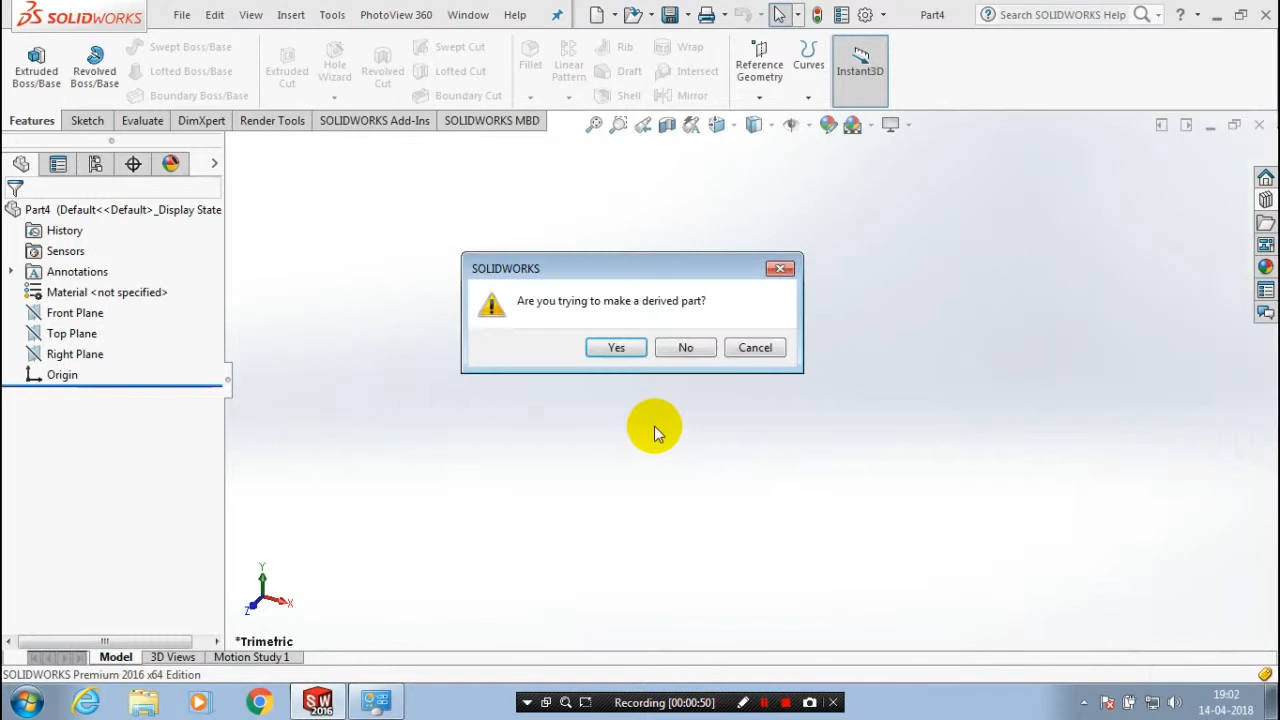 SOLIDWORKS File Edit View Insert Tools PhotoView 360 Window Help Part4 Search SOLIDWORKS Help ?
Extruded Boss/Base
Revolved Boss/Base
Swept Boss/Base
Lofted Boss/Base
Boundary Boss/Base
Extruded Cut
Hole Wizard
Revolved Cut
Swept Cut
Lofted Cut
Boundary Cut
Fillet
Linear Pattern
Rib
Draft
Shell
Wrap
Intersect
Mirror
Reference Geometry
Curves
Instant3D
Features Sketch Evaluate DimXpert Render Tools SOLIDWORKS Add-Ins SOLIDWORKS MBD
Part4 (Default<<Default>_Display State
History
Sensors
Annotations
Material <not specified>
Front Plane
Top Plane
Right Plane
Origin
SOLIDWORKS
Are you trying to make a derived part?
Yes No Cancel
Y
X
Z
*Trimetric
Model 3D Views Motion Study 1
SOLIDWORKS Premium 2016 x64 Edition
SW 2016
Recording [00:00:50]
19:02
14-04-2018